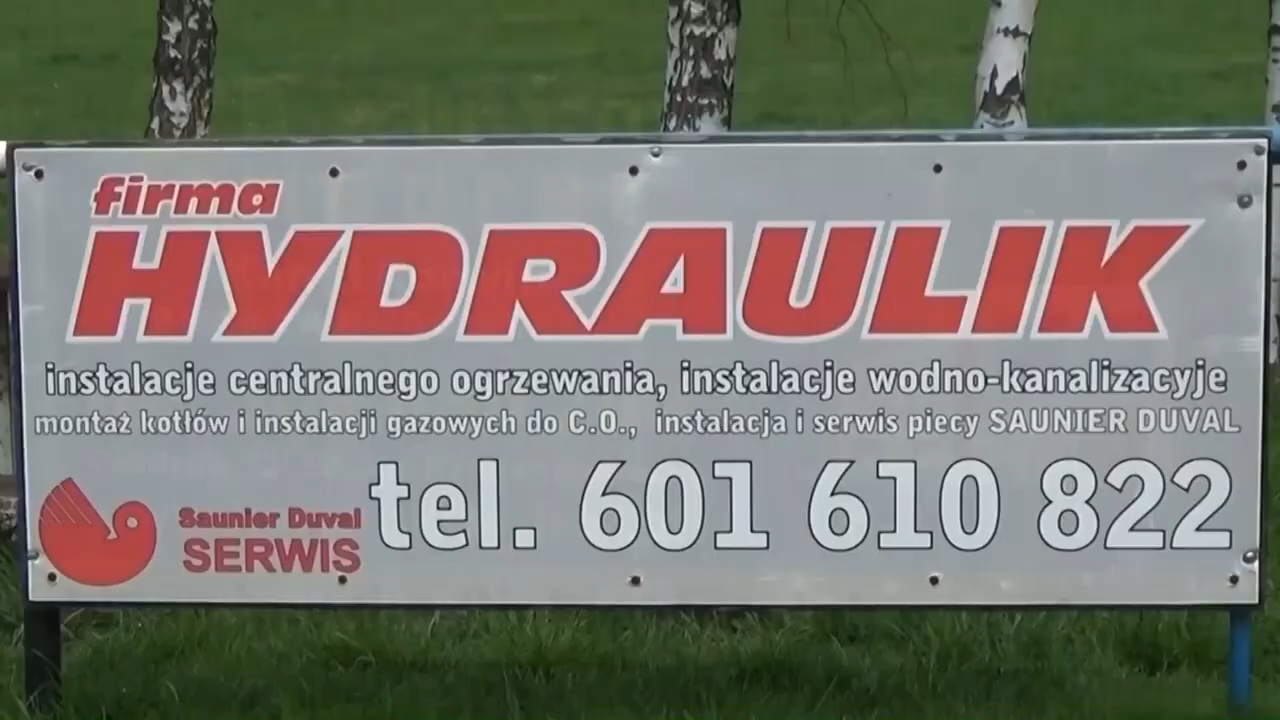 firma
HYDRAULIK
instalacje centralnego ogrzewania, instalacje wodno-kanalizacyje
montaż kotłów i instalacji gazowych do C.O., instalacja i serwis piecy SAUNIER DUVAL
tel. 601 610 822
Saunier Duval
SERWIS